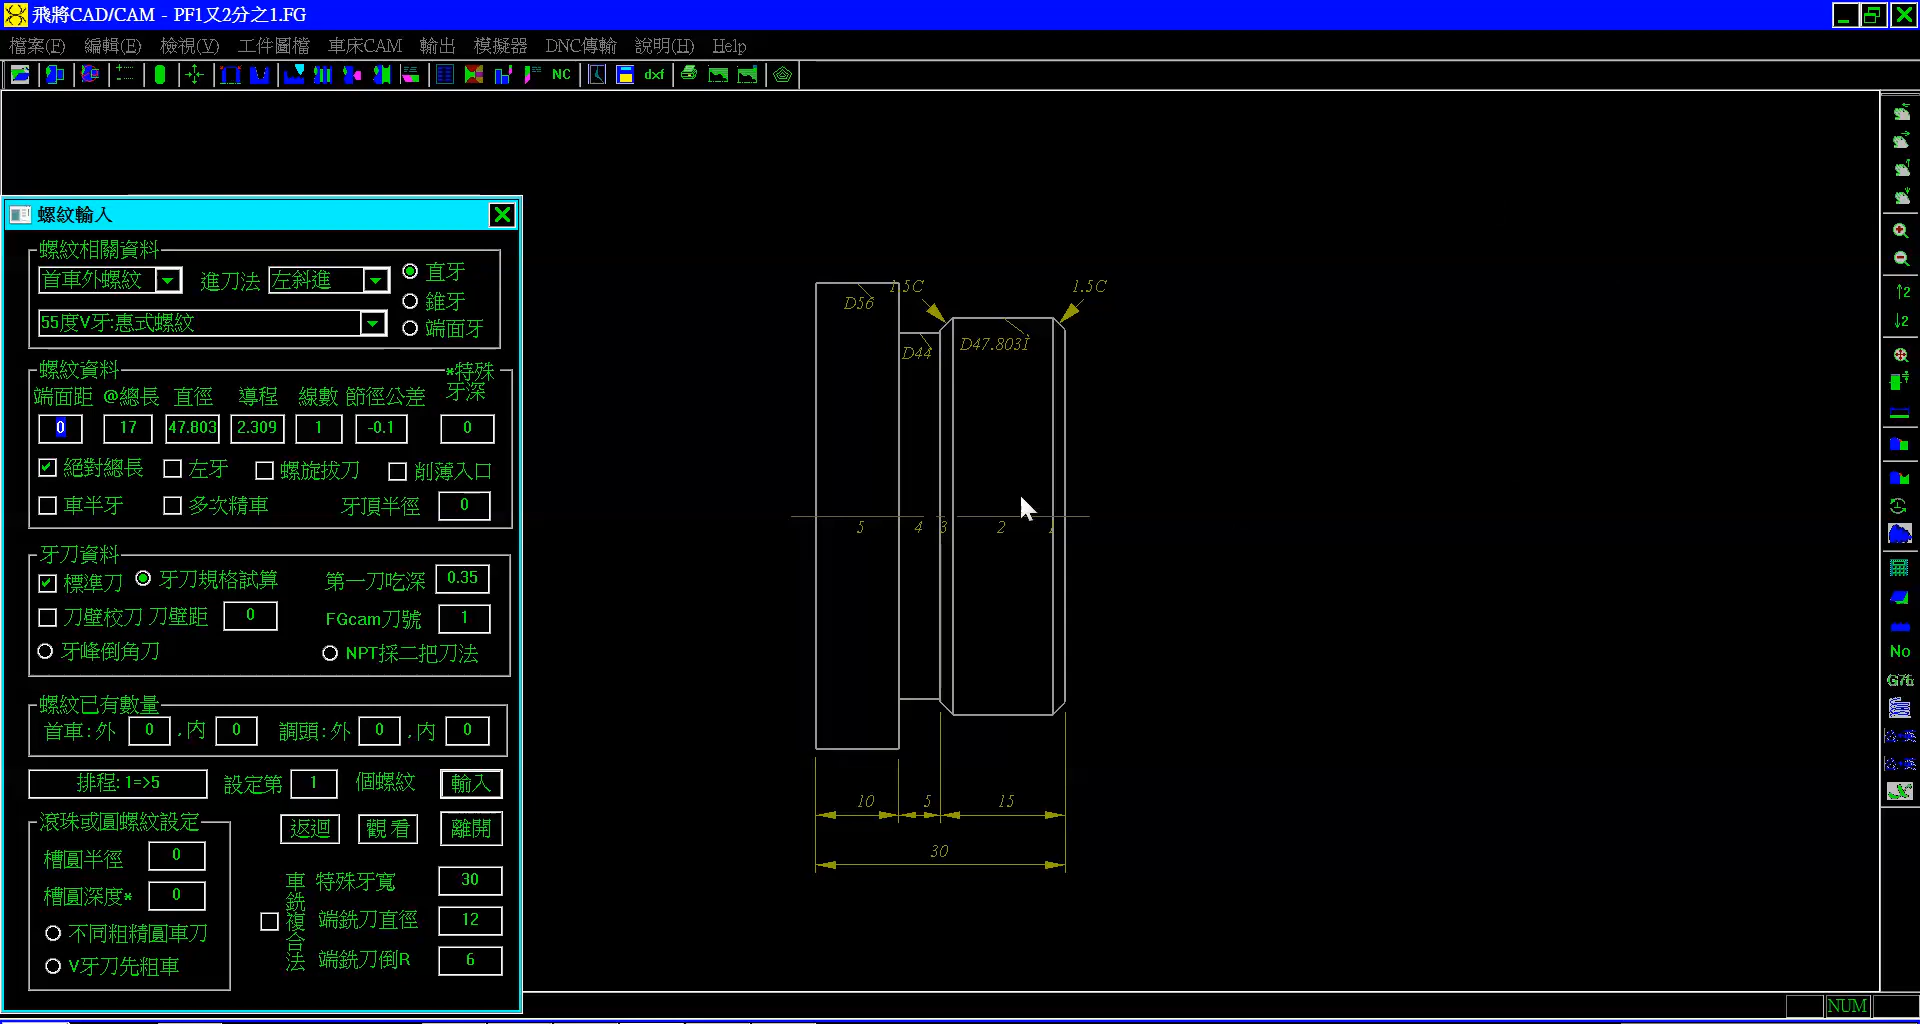 飛將CAD/CAM - PF1又2分之1.FG
檔案(F) 編輯(E) 檢視(V) 工件圖檔 車床CAM 輸出 模擬器 DNC傳輸 說明(H) Help
NC dxf
螺紋輸入
螺紋相關資料
首車外螺紋 進刀法 左斜進 直牙
錐牙
55度V牙:惠式螺紋 端面牙
螺紋資料 *特殊
端面距 @總長 直徑 導程 線數 節徑公差 牙深
0 17 47.803 2.309 1 -0.1 0
絕對總長 左牙 螺旋拔刀 削薄入口
車半牙 多次精車 牙頂半徑 0
牙刀資料
標準刀 牙刀規格試算 第一刀吃深 0.35
刀壁校刀 刀壁距 0 FGcam刀號 1
牙峰倒角刀 NPT採二把刀法
螺紋已有數量
首車:外 0 .內 0 調頭:外 0 .內 0
排程:1=>5 設定第 1 個螺紋 輸入
滾珠或圓螺紋設定 返迴 觀看 離開
槽圓半徑 0
槽圓深度* 0
不同粗精圓車刀
V牙刀先粗車
車銑複合法
特殊牙寬 30
端銑刀直徑 12
端銑刀倒R 6
1.5C 1.5C
D56
D44 D47.803I
5 4 3 2 1
10 5 15
30
↑2
↓2
No
G76
NUM